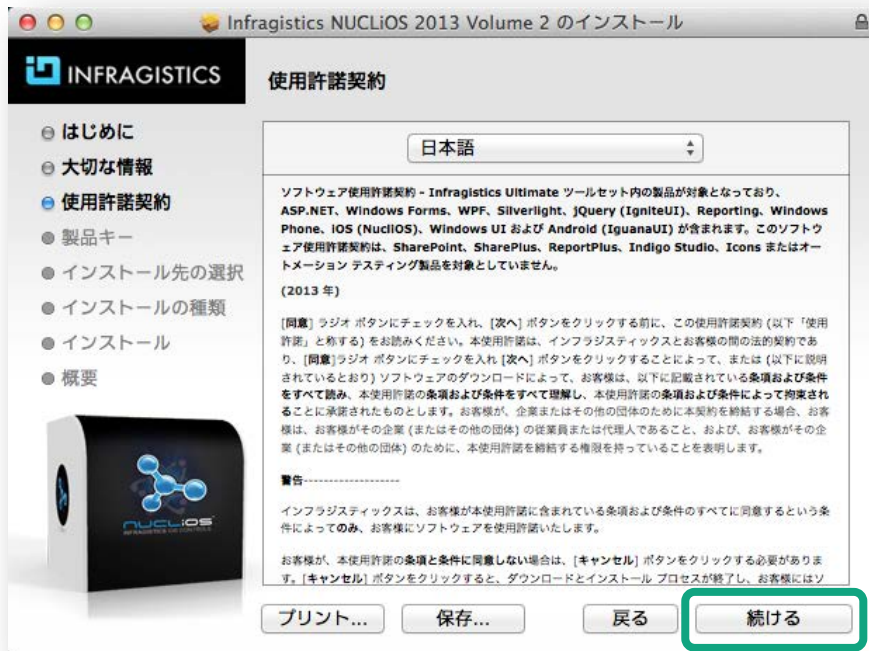 Infragistics NUCLiOS 2013 Volume 2 のインストール
INFRAGISTICS
使用許諾契約
はじめに
大切な情報
使用許諾契約
製品キー
インストール先の選択
インストールの種類
インストール
概要
日本語
ソフトウェア使用許諾契約 - Infragistics Ultimate ツールセット内の製品が対象となっており、
ASP.NET、Windows Forms、WPF、Silverlight、jQuery (IgniteUI)、Reporting、Windows
Phone、iOS (NucliOS)、Windows UI および Android (IguanaUI) が含まれます。このソフトウ
ェア使用許諾契約は、SharePoint、SharePlus、ReportPlus、Indigo Studio、Icons またはオー
トメーション テスティング製品を対象としていません。
(2013 年)
[同意] ラジオ ボタンにチェックを入れ、[次へ] ボタンをクリックする前に、この使用許諾契約 (以下「使用
許諾」と称する) をお読みください。本使用許諾は、インフラジスティックスとお客様の間の法的契約であ
り、[同意]ラジオ ボタンにチェックを入れ [次へ] ボタンをクリックすることによって、または (以下に説明
されているとおり) ソフトウェアのダウンロードによって、お客様は、以下に記載されている条項および条件
をすべて読み、本使用許諾の条項および条件をすべて理解し、本使用許諾の条項および条件によって拘束され
ることに承諾されたものとします。お客様が、企業またはその他の団体のために本契約を締結する場合、お客
様は、お客様がその企業 (またはその他の団体) の従業員または代理人であること、および、お客様がその企
業 (またはその他の団体) のために、本使用許諾を締結する権限を持っていることを表明します。
警告-------------------
インフラジスティックスは、お客様が本使用許諾に含まれている条項および条件のすべてに同意するという条
件によってのみ、お客様にソフトウェアを使用許諾いたします。
お客様が、本使用許諾の条項と条件に同意しない場合は、[キャンセル] ボタンをクリックする必要がありま
す。[キャンセル] ボタンをクリックすると、ダウンロードとインストール プロセスが終了し、お客様にはソ
NUCLiOS
INFRAGISTICS IOS CONTROLS
プリント...
保存...
戻る
続ける